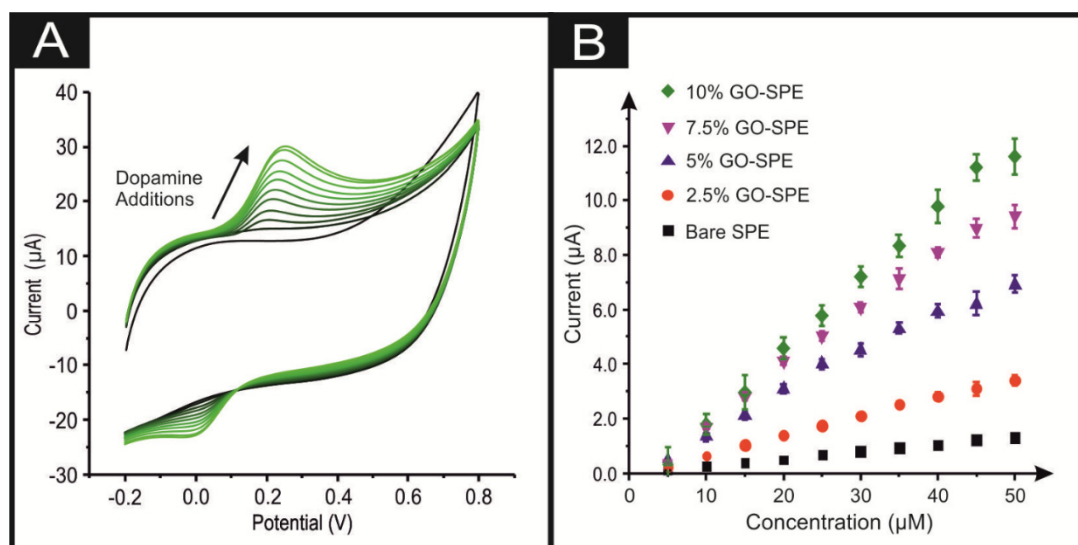 A
40
30
20
10
0
-10
-20
-30
Current (µA)
Dopamine
Additions
-0.2
0.0
0.2
0.4
0.6
0.8
Potential (V)
B
10% GO-SPE
7.5% GO-SPE
5% GO-SPE
2.5% GO-SPE
Bare SPE
12.0
10.0
8.0
6.0
4.0
2.0
0.0
Current (µA)
0
10
20
30
40
50
Concentration (µM)